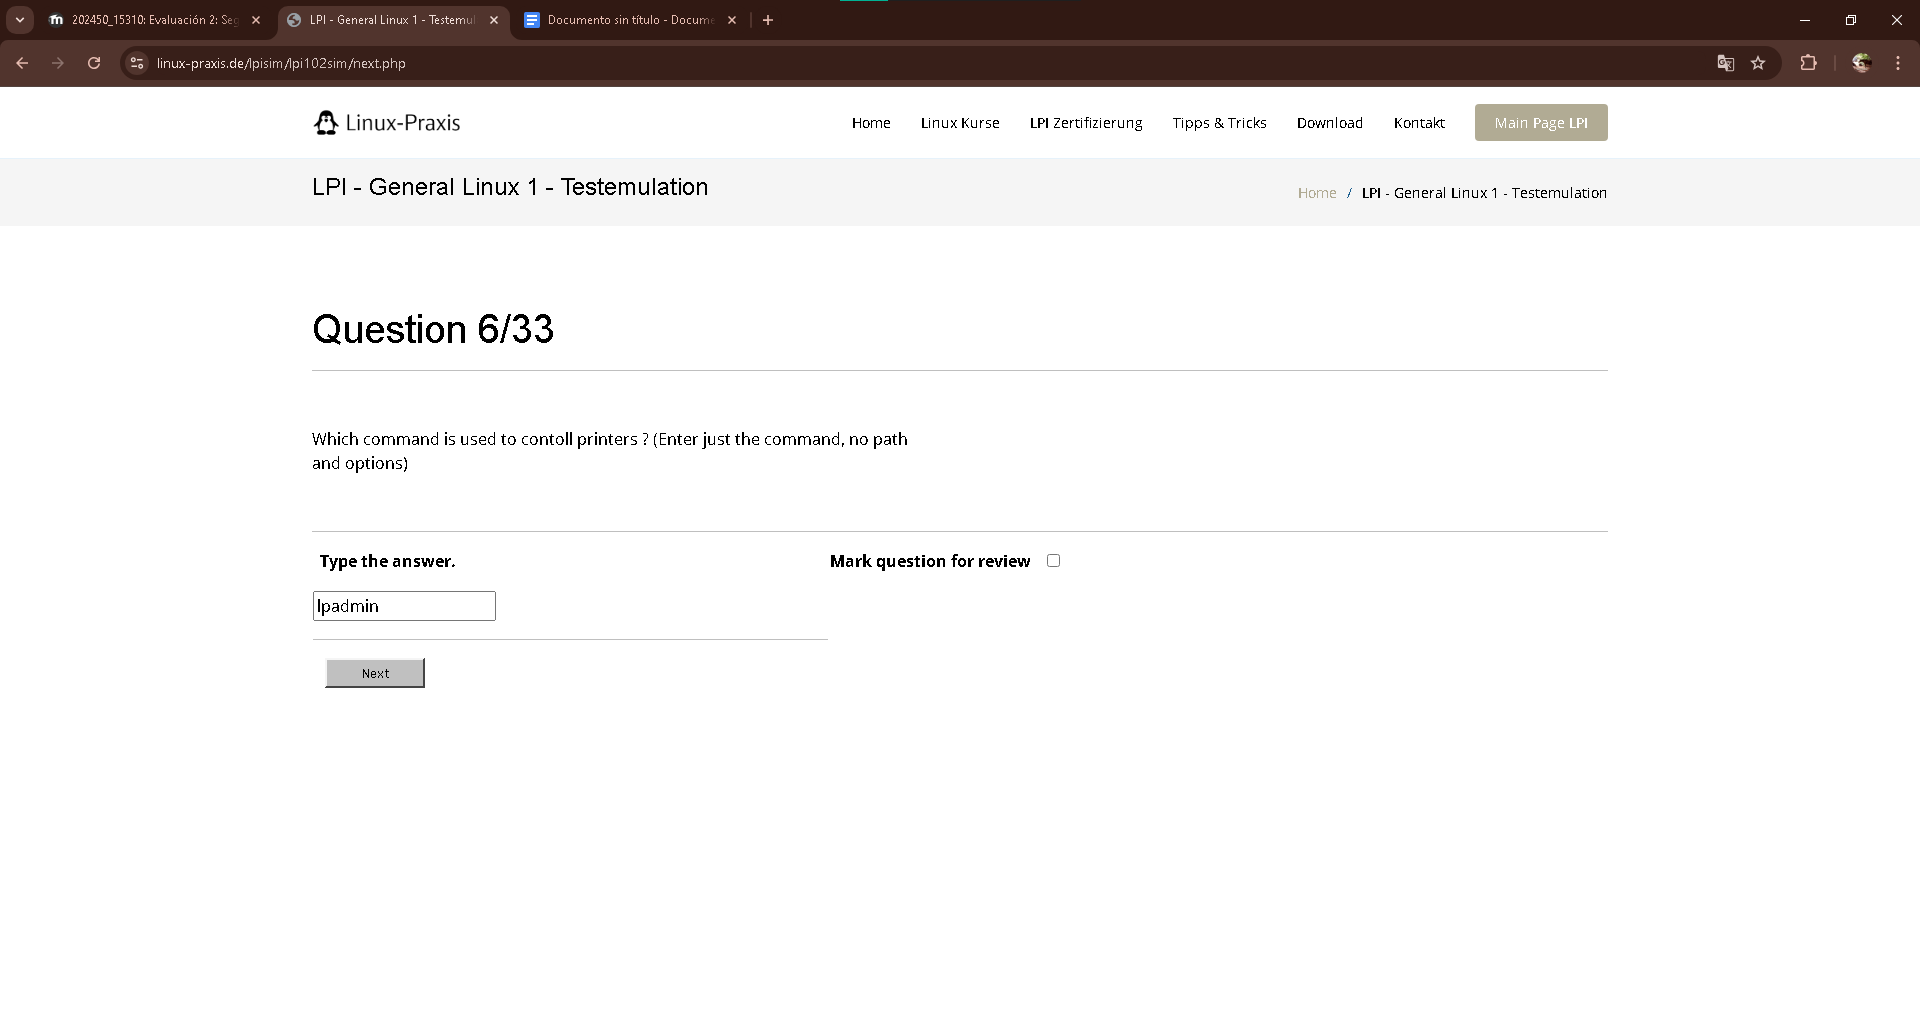 202450_15310: Evaluación 2: Seg
LPI - General Linux 1 - Testemul
Documento sin título - Docume
linux-praxis.de/lpisim/lpi102sim/next.php
Linux-Praxis
Home
Linux Kurse
LPI Zertifizierung
Tipps & Tricks
Download
Kontakt
Main Page LPI
LPI - General Linux 1 - Testemulation
Home / LPI - General Linux 1 - Testemulation
Question 6/33
Which command is used to contoll printers ? (Enter just the command, no path
and options)
Type the answer.
Mark question for review
lpadmin
Next